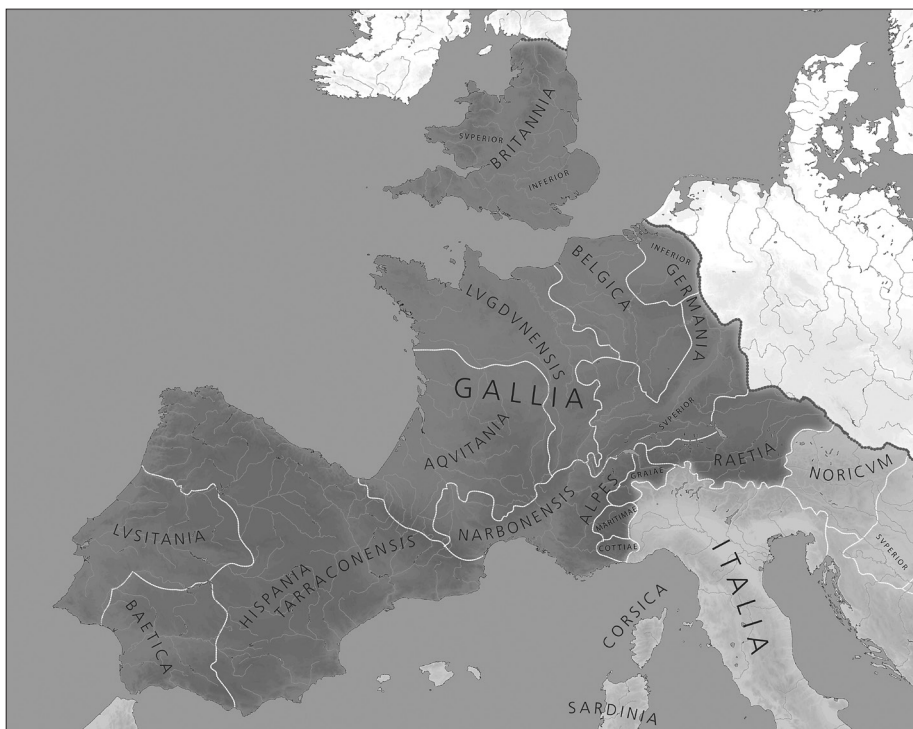 BRITANNIA
SVPERIOR
INFERIOR
BELGICA
INFERIOR
GERMANIA
SVPERIOR
LVGDVNENSIS
GALLIA
AQVITANIA
NARBONENSIS
ALPES
GRAIAE
MARITIMAE
COTTIAE
RAETIA
NORICVM
SVPERIOR
ITALIA
CORSICA
SARDINIA
LVSITANIA
HISPANIA
TARRACONENSIS
BAETICA